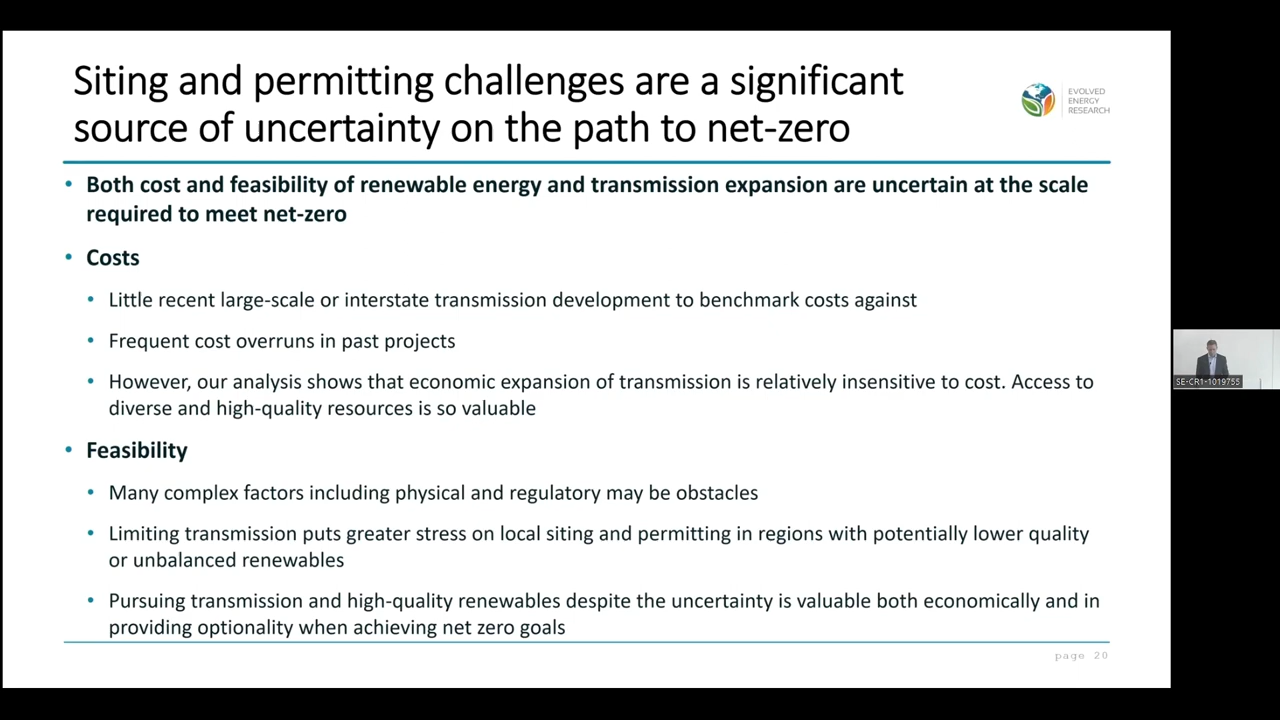 Siting and permitting challenges are a significant
source of uncertainty on the path to net-zero
EVOLVED
ENERGY
RESEARCH
• Both cost and feasibility of renewable energy and transmission expansion are uncertain at the scale
required to meet net-zero
• Costs
• Little recent large-scale or interstate transmission development to benchmark costs against
• Frequent cost overruns in past projects
• However, our analysis shows that economic expansion of transmission is relatively insensitive to cost. Access to
diverse and high-quality resources is so valuable
• Feasibility
• Many complex factors including physical and regulatory may be obstacles
• Limiting transmission puts greater stress on local siting and permitting in regions with potentially lower quality
or unbalanced renewables
• Pursuing transmission and high-quality renewables despite the uncertainty is valuable both economically and in
providing optionality when achieving net zero goals
page 20
SE-CR1-1019755